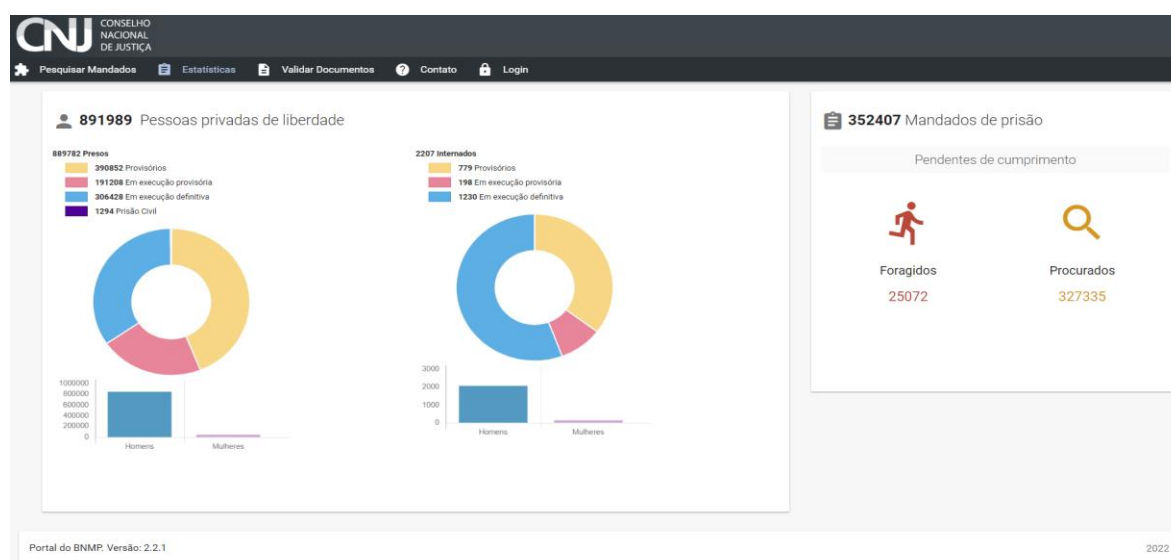 CNJ
CONSELHO
NACIONAL
DE JUSTIÇA
Pesquisar Mandados Estatísticas Validar Documentos Contato Login
891989 Pessoas privadas de liberdade
889782 Presos
390852 Provisórios
191208 Em execução provisória
306428 Em execução definitiva
1294 Prisão Civil
1000000
800000
600000
400000
200000
0
Homens Mulheres
2207 Internados
779 Provisórios
198 Em execução provisória
1230 Em execução definitiva
3000
2000
1000
0
Homens Mulheres
352407 Mandados de prisão
Pendentes de cumprimento
Foragidos Procurados
25072 327335
Portal do BNMP. Versão: 2.2.1 2022